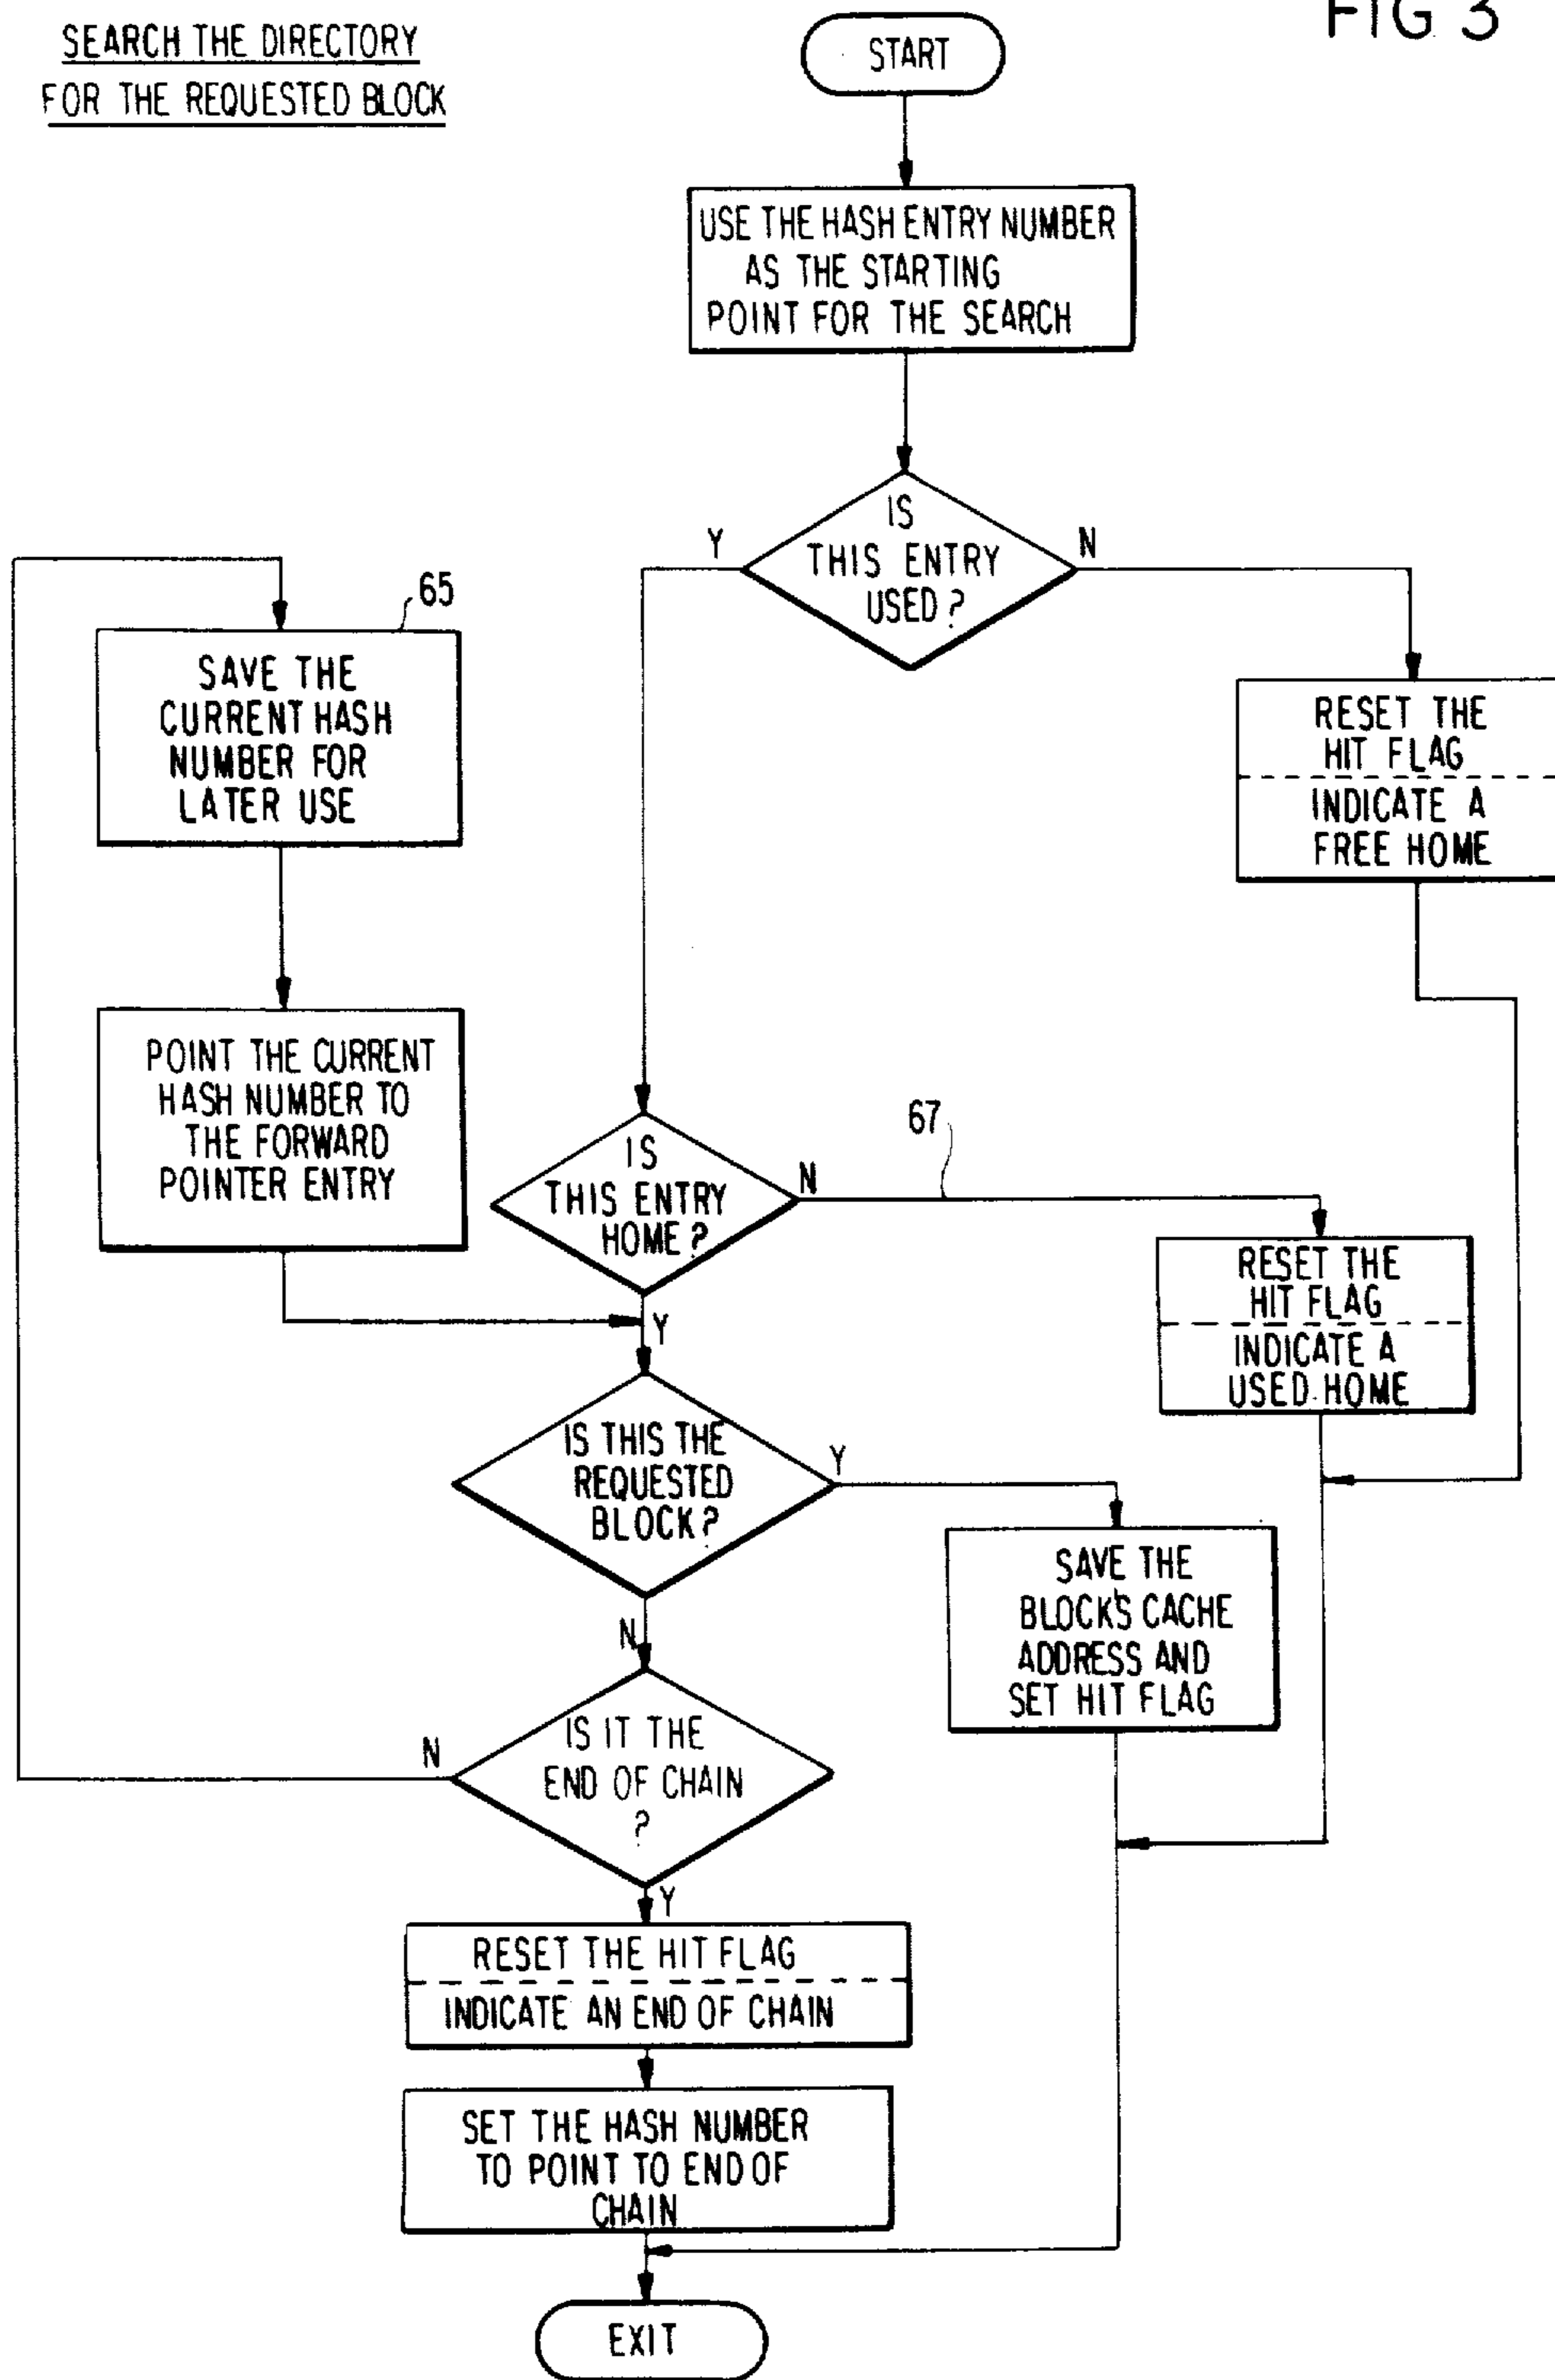 SEARCH THE DIRECTORY
FOR THE REQUESTED BLOCK
FIG 3
START
USE THE HASH ENTRY NUMBER
AS THE STARTING
POINT FOR THE SEARCH
IS
THIS ENTRY
USED?
Y
N
65
SAVE THE
CURRENT HASH
NUMBER FOR
LATER USE
RESET THE
HIT FLAG
INDICATE A
FREE HOME
POINT THE CURRENT
HASH NUMBER TO
THE FORWARD
POINTER ENTRY
IS
THIS ENTRY
HOME?
N
67
Y
RESET THE
HIT FLAG
INDICATE A
USED HOME
IS THIS THE
REQUESTED
BLOCK?
Y
N
SAVE THE
BLOCK'S CACHE
ADDRESS AND
SET HIT FLAG
IS IT THE
END OF CHAIN
?
N
Y
RESET THE HIT FLAG
INDICATE AN END OF CHAIN
SET THE HASH NUMBER
TO POINT TO END OF
CHAIN
EXIT